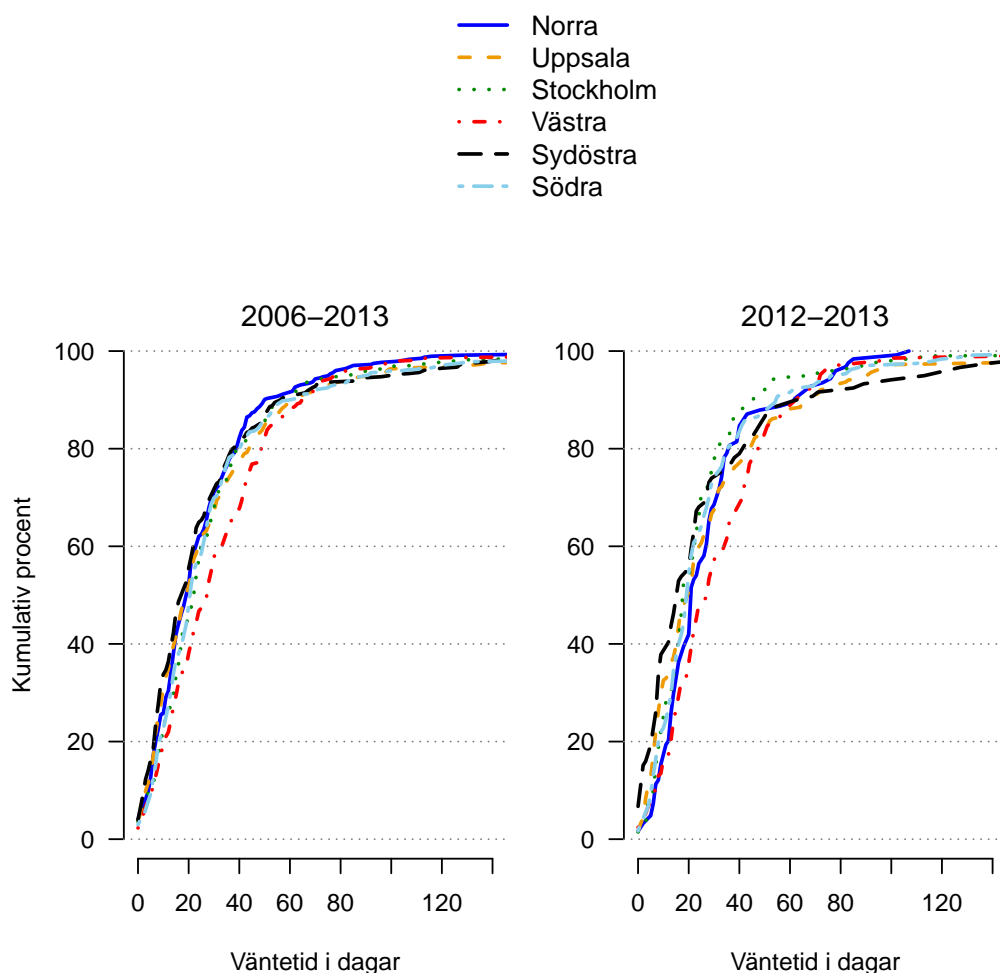 Norra
Uppsala
Stockholm
Västra
Sydöstra
Södra
2006−2013
2012−2013
Kumulativ procent
100
80
60
40
20
0
0 20 40 60 80 120
Väntetid i dagar
100
80
60
40
20
0
0 20 40 60 80 120
Väntetid i dagar